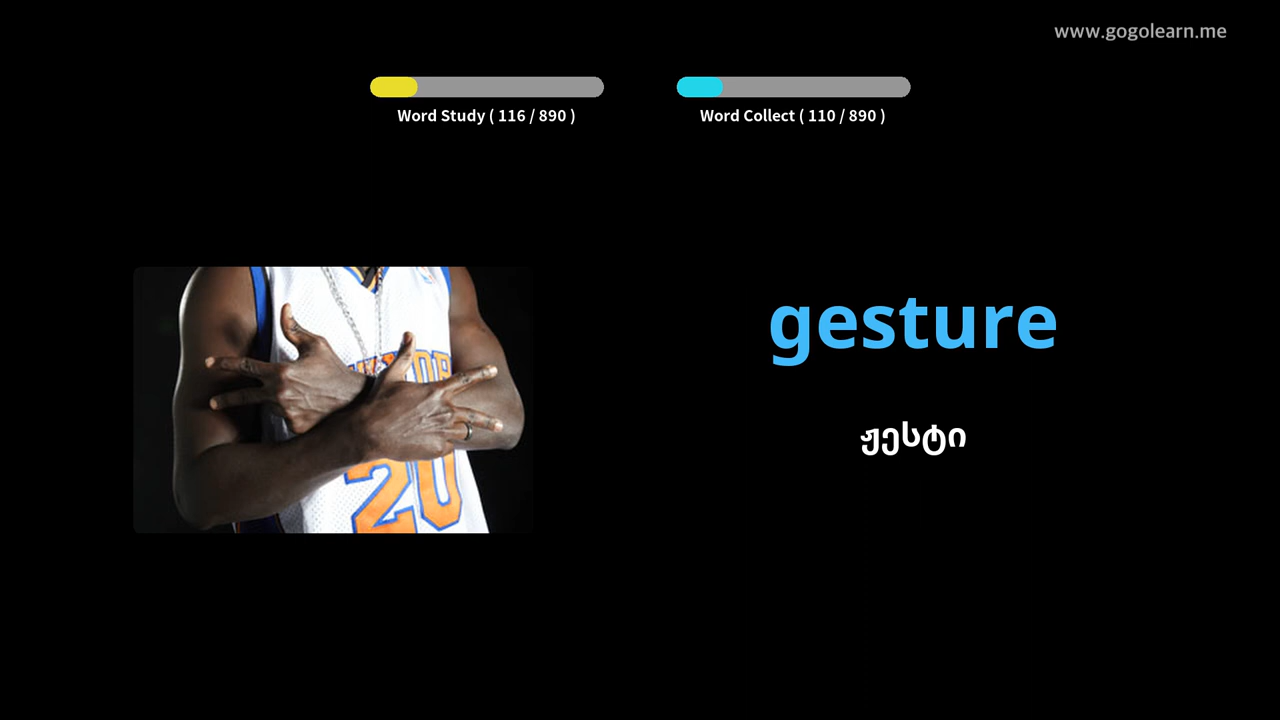 www.gogolearn.me
Word Study ( 116 / 890 )
Word Collect ( 110 / 890 )
gesture
ჟესტი
20